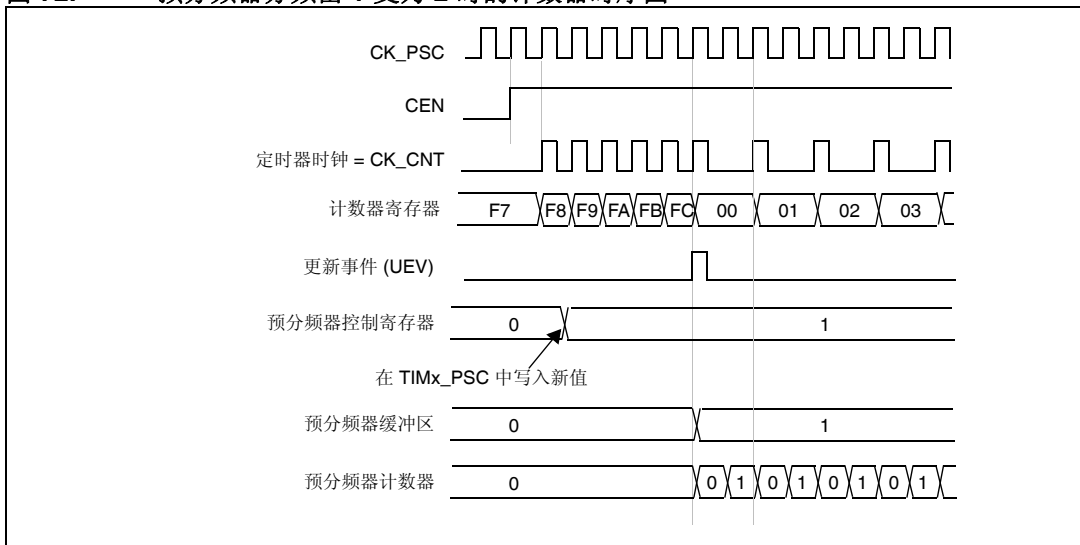 CK_PSC
CEN
定时器时钟 = CK_CNT
计数器寄存器 F7 F8 F9 FA FB FC 00 01 02 03
更新事件 (UEV)
预分频器控制寄存器 0 1
在 TIMx_PSC 中写入新值
预分频器缓冲区 0 1
预分频器计数器 0 0 1 0 1 0 1 0 1